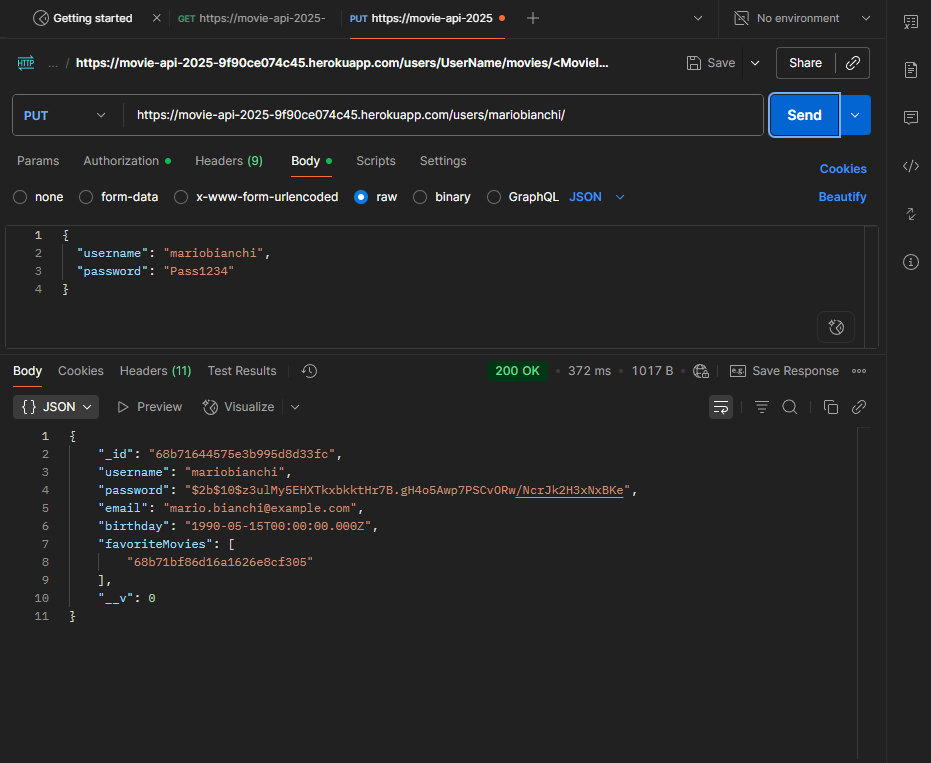 Getting started
GET https://movie-api-2025-
PUT https://movie-api-2025
No environment
HTTP ... / https://movie-api-2025-9f90ce074c45.herokuapp.com/users/UserName/movies/<MovieI...
Save
Share
PUT
https://movie-api-2025-9f90ce074c45.herokuapp.com/users/mariobianchi/
Send
Params Authorization Headers (9) Body Scripts Settings
Cookies
none form-data x-www-form-urlencoded raw binary GraphQL JSON
Beautify
1 {
2 "username": "mariobianchi",
3 "password": "Pass1234"
4 }
Body Cookies Headers (11) Test Results
200 OK • 372 ms • 1017 B • e.g. Save Response
{} JSON Preview Visualize
1 {
2 "_id": "68b71644575e3b995d8d33fc",
3 "username": "mariobianchi",
4 "password": "$2b$10$z3ulMy5EHXTkxbkktHr7B.gH4o5Awp7PSCvORw/NcrJk2H3xNxBKe",
5 "email": "mario.bianchi@example.com",
6 "birthday": "1990-05-15T00:00:00.000Z",
7 "favoriteMovies": [
8 "68b71bf86d16a1626e8cf305"
9 ],
10 "__v": 0
11 }